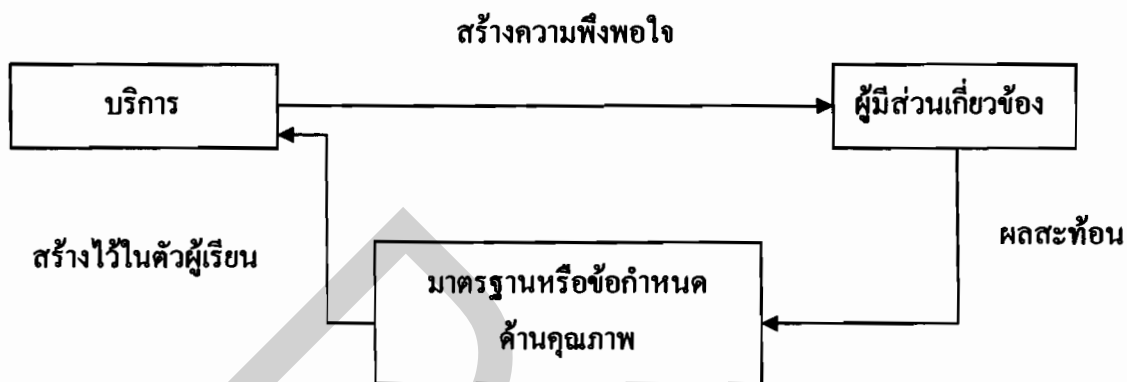 สร้างความพึงพอใจ
บริการ
ผู้มีส่วนเกี่ยวข้อง
สร้างไว้ในตัวผู้เรียน
ผลสะท้อน
มาตรฐานหรือข้อกำหนด
ด้านคุณภาพ